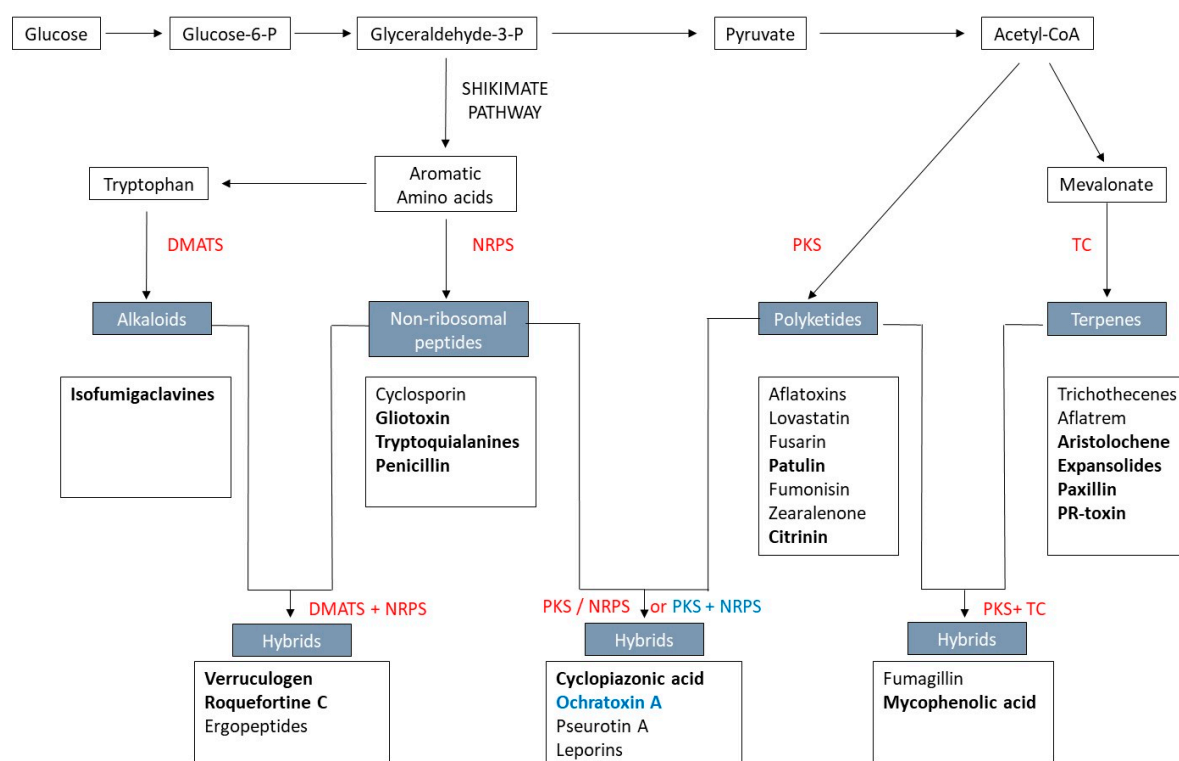 Glucose
Glucose-6-P
Glyceraldehyde-3-P
Pyruvate
Acetyl-CoA
SHIKIMATE
PATHWAY
Tryptophan
Aromatic
Amino acids
Mevalonate
DMATS
NRPS
PKS
TC
Alkaloids
Non-ribosomal
peptides
Polyketides
Terpenes
Isofumigaclavines
Cyclosporin
Gliotoxin
Tryptoquialanines
Penicillin
Aflatoxins
Lovastatin
Fusarin
Patulin
Fumonisin
Zearalenone
Citrinin
Trichothecenes
Aflatrem
Aristolochene
Expansolides
Paxillin
PR-toxin
DMATS + NRPS
PKS / NRPS or PKS + NRPS
PKS+ TC
Hybrids
Hybrids
Hybrids
Verruculogen
Roquefortine C
Ergopeptides
Cyclopiazonic acid
Ochratoxin A
Pseurotin A
Leporins
Fumagillin
Mycophenolic acid